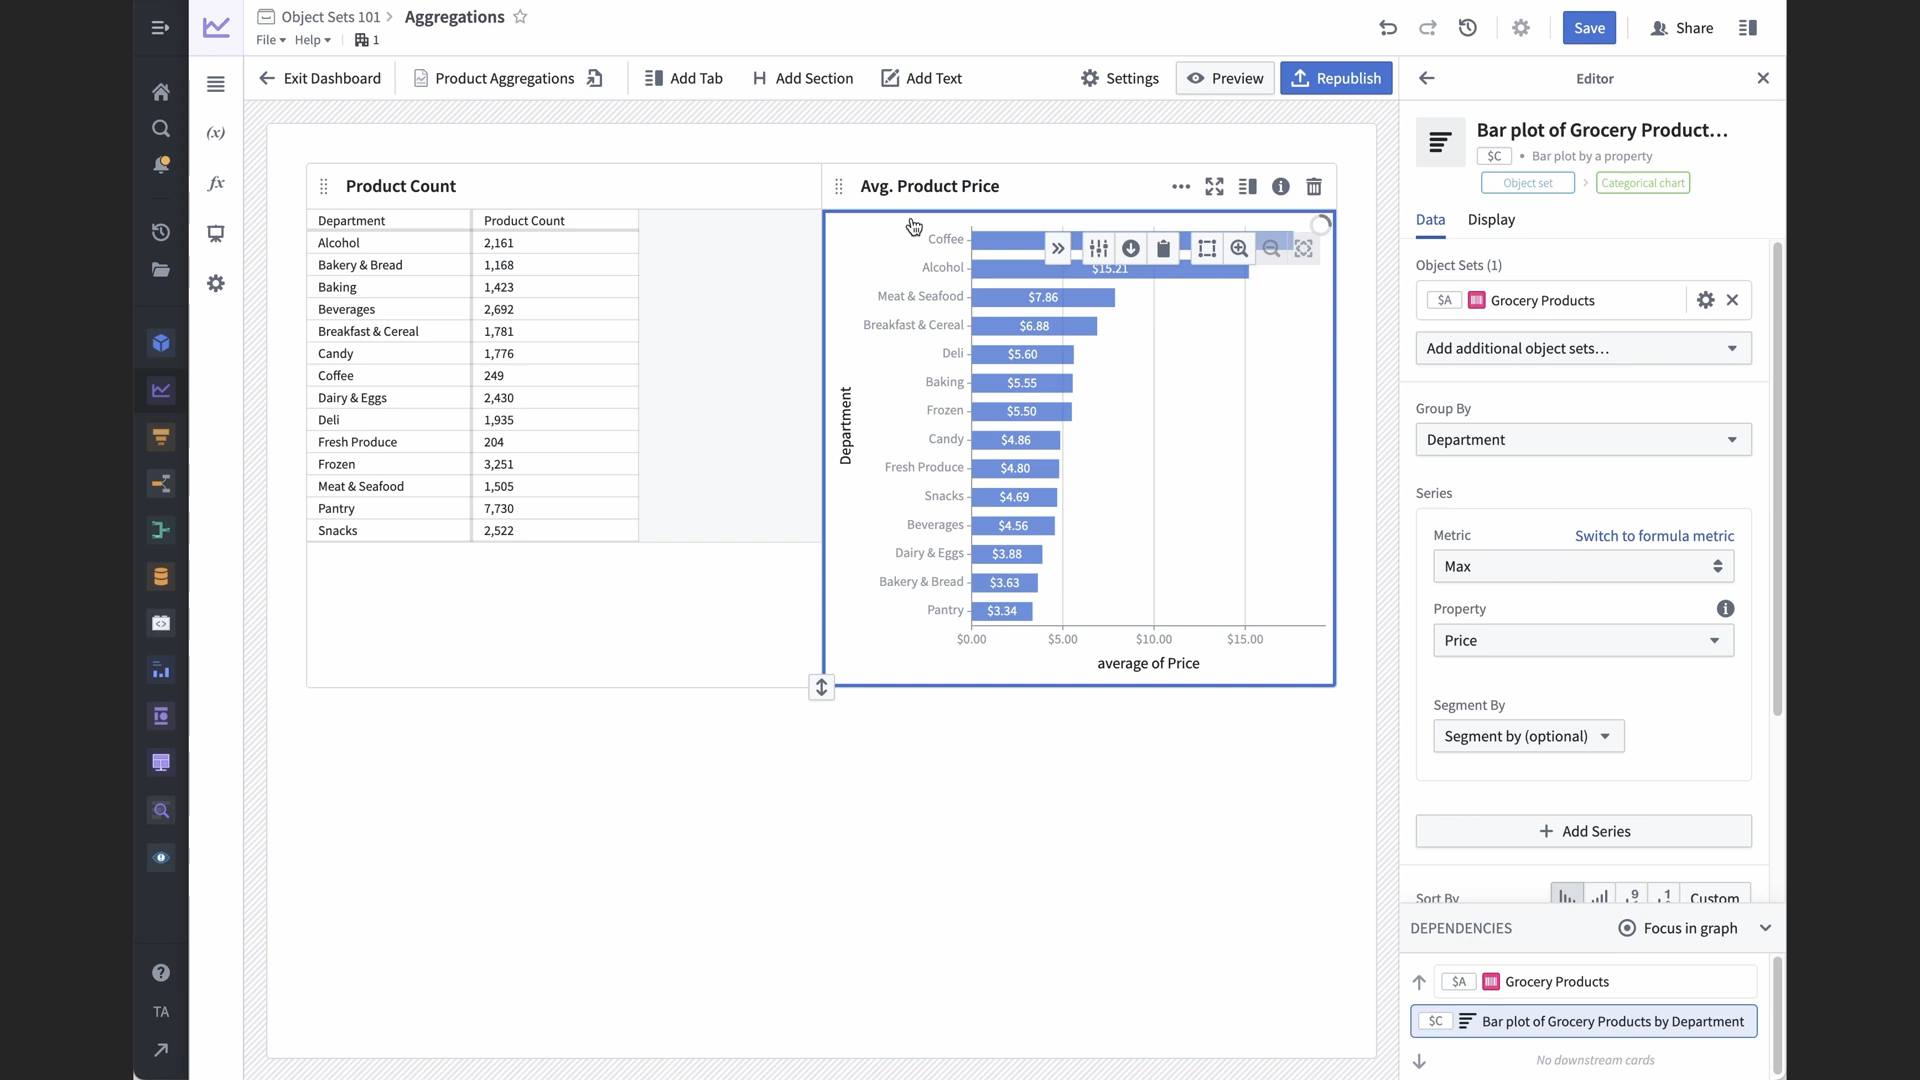 Object Sets 101
Aggregations
File
Help
1
Save
Share
Exit Dashboard
Product Aggregations
Add Tab
Add Section
Add Text
Settings
Preview
Republish
Editor
(x)
fx
TA
Product Count
Department
Product Count
Alcohol
2,161
Bakery & Bread
1,168
Baking
1,423
Beverages
2,692
Breakfast & Cereal
1,781
Candy
1,776
Coffee
249
Dairy & Eggs
2,430
Deli
1,935
Fresh Produce
204
Frozen
3,251
Meat & Seafood
1,505
Pantry
7,730
Snacks
2,522
Avg. Product Price
Department
Coffee
Alcohol
$15.21
Meat & Seafood
$7.86
Breakfast & Cereal
$6.88
Deli
$5.60
Baking
$5.55
Frozen
$5.50
Candy
$4.86
Fresh Produce
$4.80
Snacks
$4.69
Beverages
$4.56
Dairy & Eggs
$3.88
Bakery & Bread
$3.63
Pantry
$3.34
$0.00
$5.00
$10.00
$15.00
average of Price
Bar plot of Grocery Product...
$C
• Bar plot by a property
Object set
Categorical chart
Data
Display
Object Sets (1)
$A
Grocery Products
Add additional object sets...
Group By
Department
Series
Metric
Switch to formula metric
Max
Property
Price
Segment By
Segment by (optional)
Add Series
Sort By
Custom
DEPENDENCIES
Focus in graph
$A
Grocery Products
$C
Bar plot of Grocery Products by Department
No downstream cards